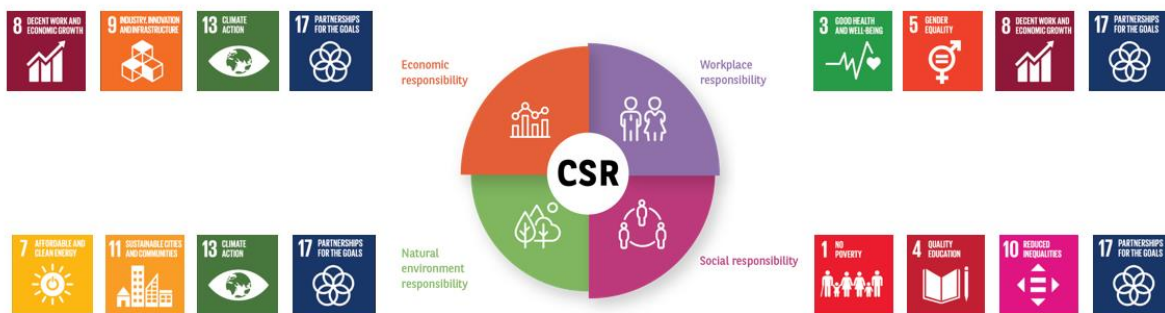 8 DECENT WORK AND
ECONOMIC GROWTH
9 INDUSTRY, INNOVATION
AND INFRASTRUCTURE
13 CLIMATE
ACTION
17 PARTNERSHIPS
FOR THE GOALS
3 GOOD HEALTH
AND WELL-BEING
5 GENDER
EQUALITY
8 DECENT WORK AND
ECONOMIC GROWTH
17 PARTNERSHIPS
FOR THE GOALS
Economic
responsibility
Workplace
responsibility
CSR
Natural
environment
responsibility
Social responsibility
7 AFFORDABLE AND
CLEAN ENERGY
11 SUSTAINABLE CITIES
AND COMMUNITIES
13 CLIMATE
ACTION
17 PARTNERSHIPS
FOR THE GOALS
1 NO
POVERTY
4 QUALITY
EDUCATION
10 REDUCED
INEQUALITIES
17 PARTNERSHIPS
FOR THE GOALS